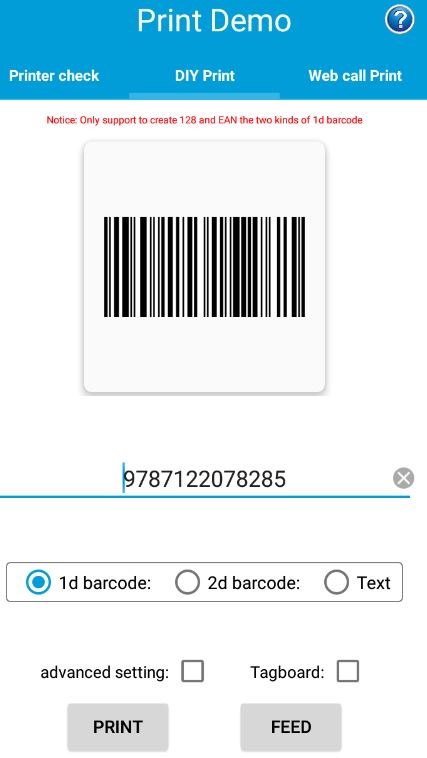 Print Demo
Printer check DIY Print Web call Print
Notice: Only support to create 128 and EAN the two kinds of 1d barcode
9787122078285
1d barcode: 2d barcode: Text
advanced setting: Tagboard:
PRINT FEED